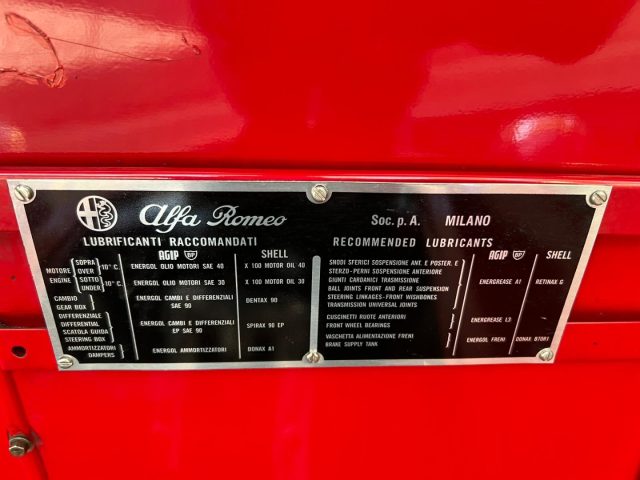 Alfa Romeo Soc. p. A. MILANO
LUBRIFICANTI RACCOMANDATI RECOMMENDED LUBRICANTS
AGIP BP SHELL
MOTORE SOPRA 10° C. ENERGOL OLIO MOTORI SAE 40 X 100 MOTOR OIL 40
OVER
ENGINE SOTTO 10° C. ENERGOL OLIO MOTORI SAE 30 X 100 MOTOR OIL 30
UNDER
CAMBIO ENERGOL CAMBI E DIFFERENZIALI DENTAX 90
GEAR BOX SAE 90
DIFFERENZIALE
DIFFERENTIAL ENERGOL CAMBI E DIFFERENZIALI SPIRAX 90 EP
SCATOLA GUIDA EP SAE 90
STEERING BOX
AMMORTIZZATORI ENERGOL AMMORTIZZATORI DONAX A1
DAMPERS
AGIP BP SHELL
SNODI SFERICI SOSPENSIONE ANT. E POSTER. E
STERZO-PERNI SOSPENSIONE ANTERIORE
GIUNTI CARDANICI TRASMISSIONE ENERGREASE A1 RETINAX G
BALL JOINTS FRONT AND REAR SUSPENSION
STEERING LINKAGES-FRONT WISHBONES
TRANSMISSION UNIVERSAL JOINTS
CUSCINETTI RUOTE ANTERIORI ENERGREASE L3
FRONT WHEEL BEARINGS
VASCHETTA ALIMENTAZIONE FRENI ENERGOL FRENI DONAX B70R1
BRAKE SUPPLY TANK